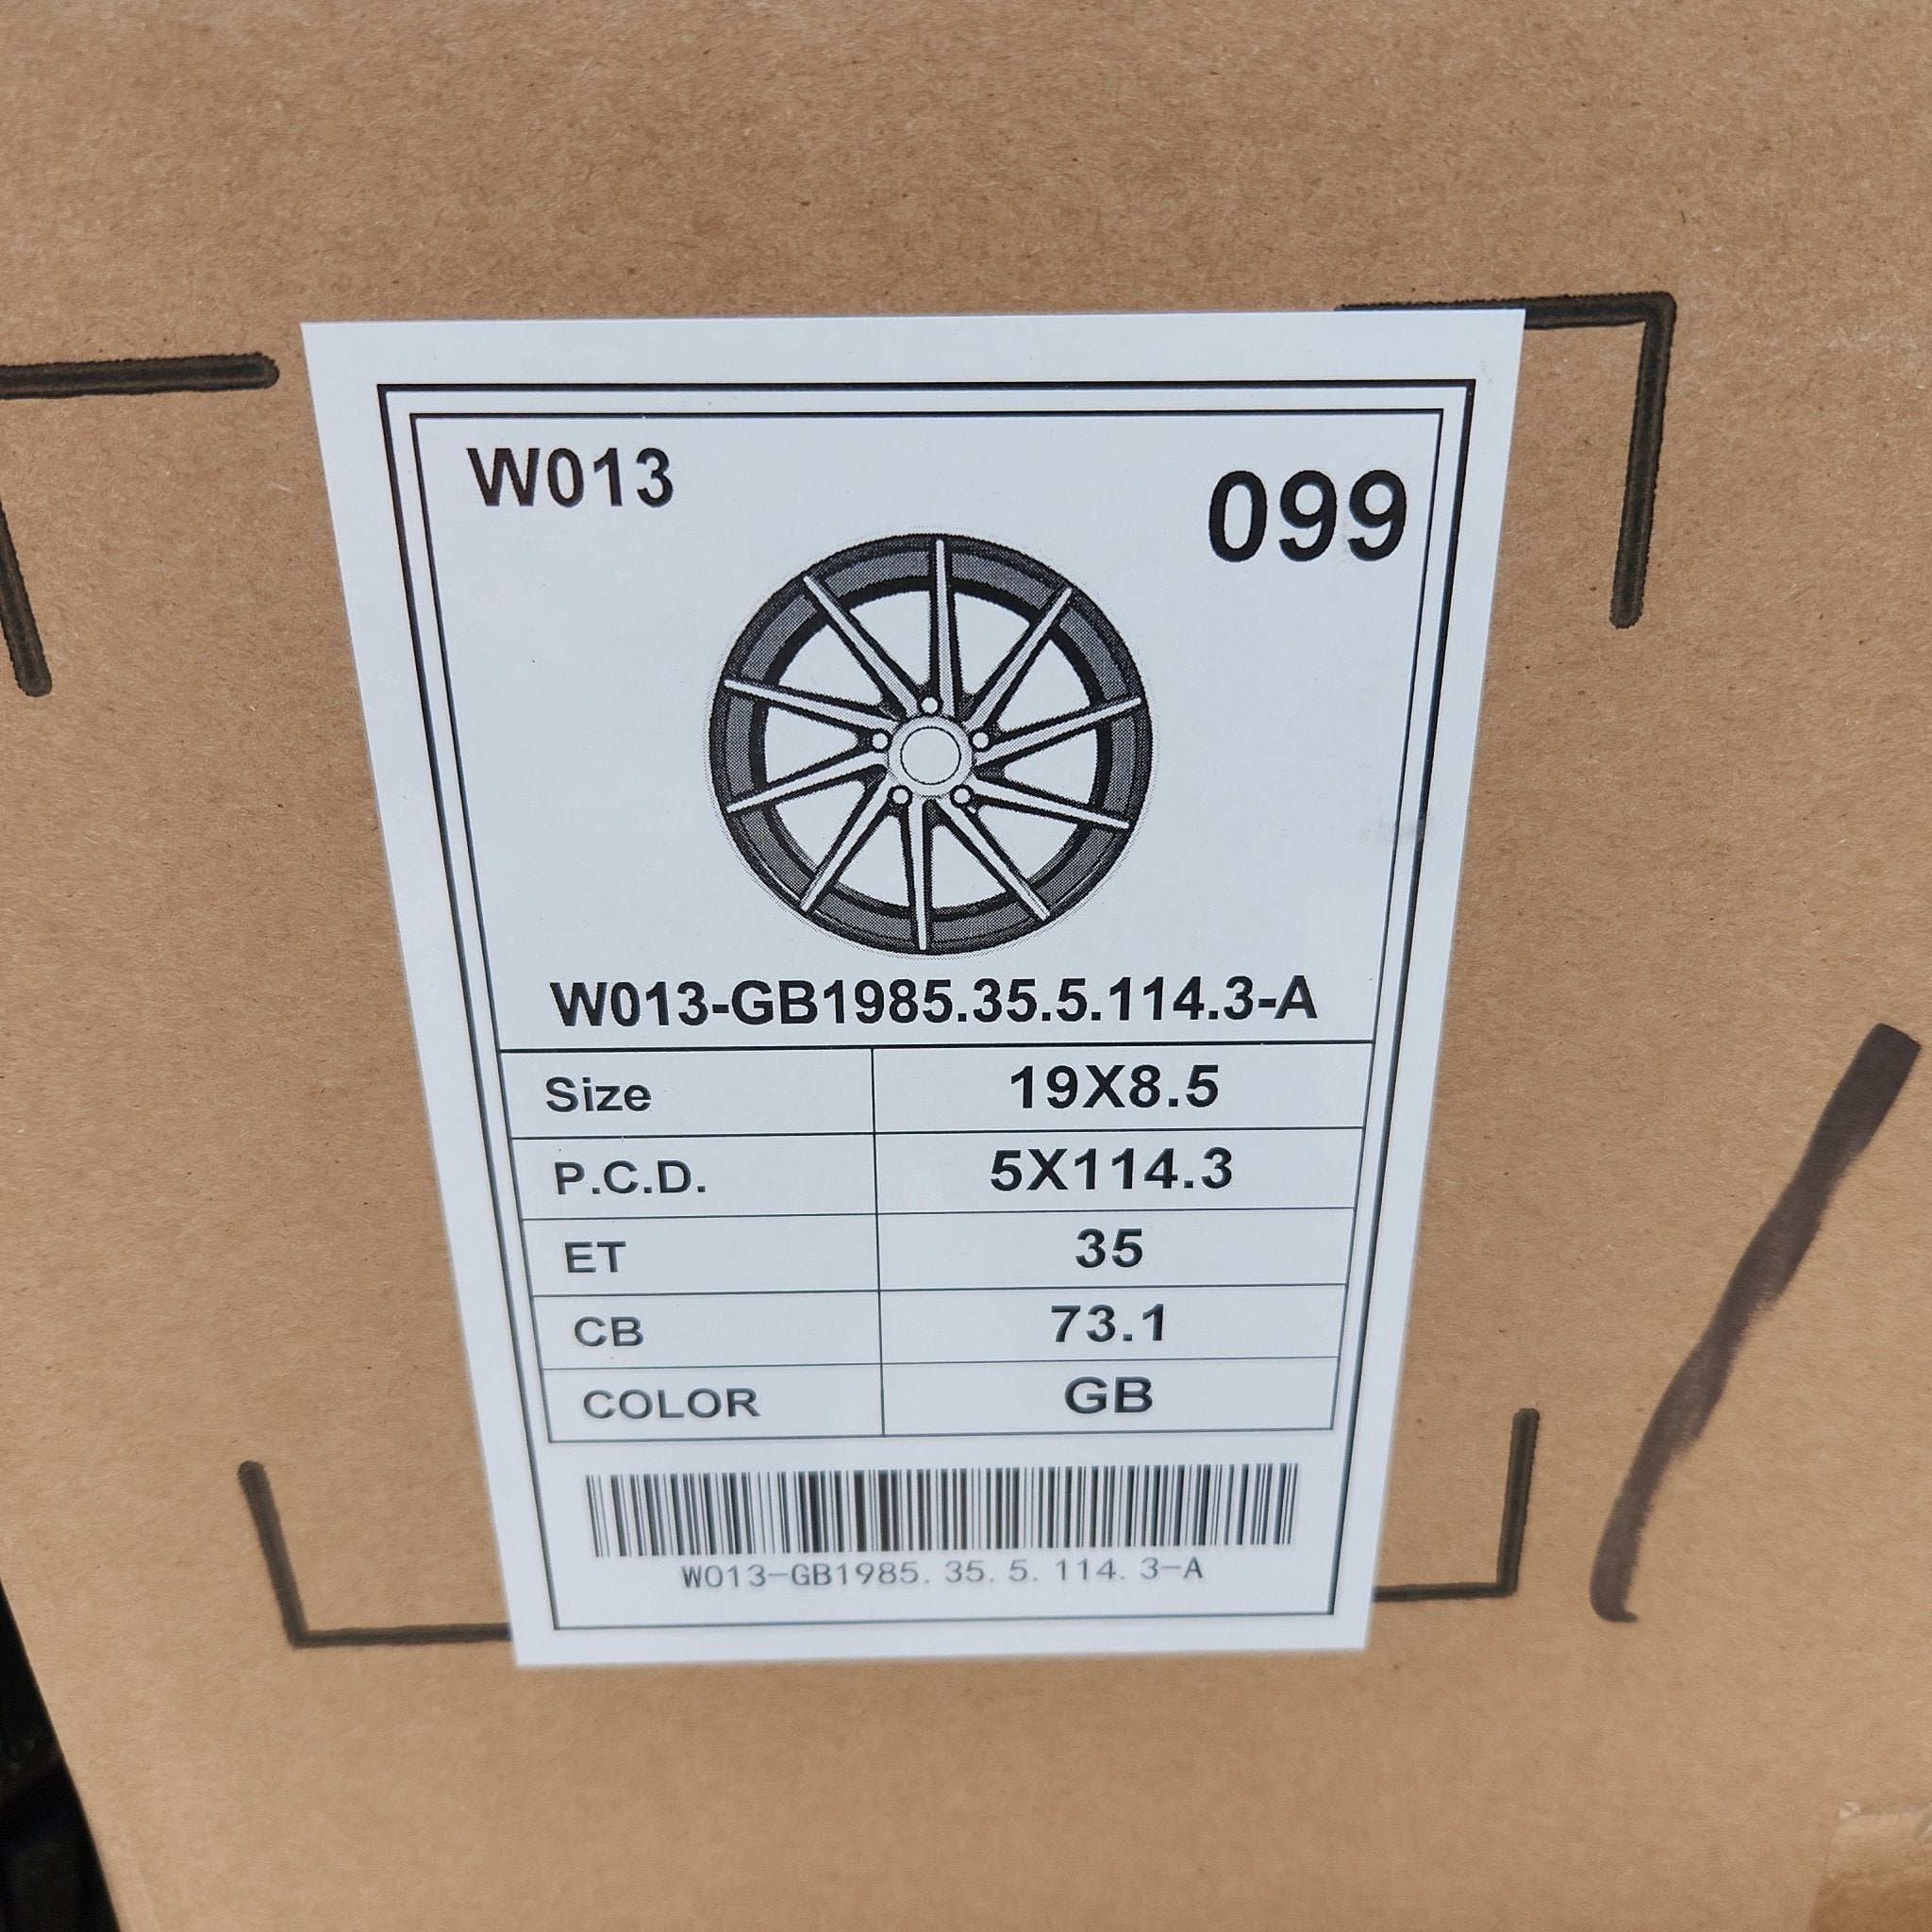 W013
099
W013-GB1985.35.5.114.3-A
Size 19X8.5
P.C.D. 5X114.3
ET 35
CB 73.1
COLOR GB
W013-GB1985.35.5.114.3-A